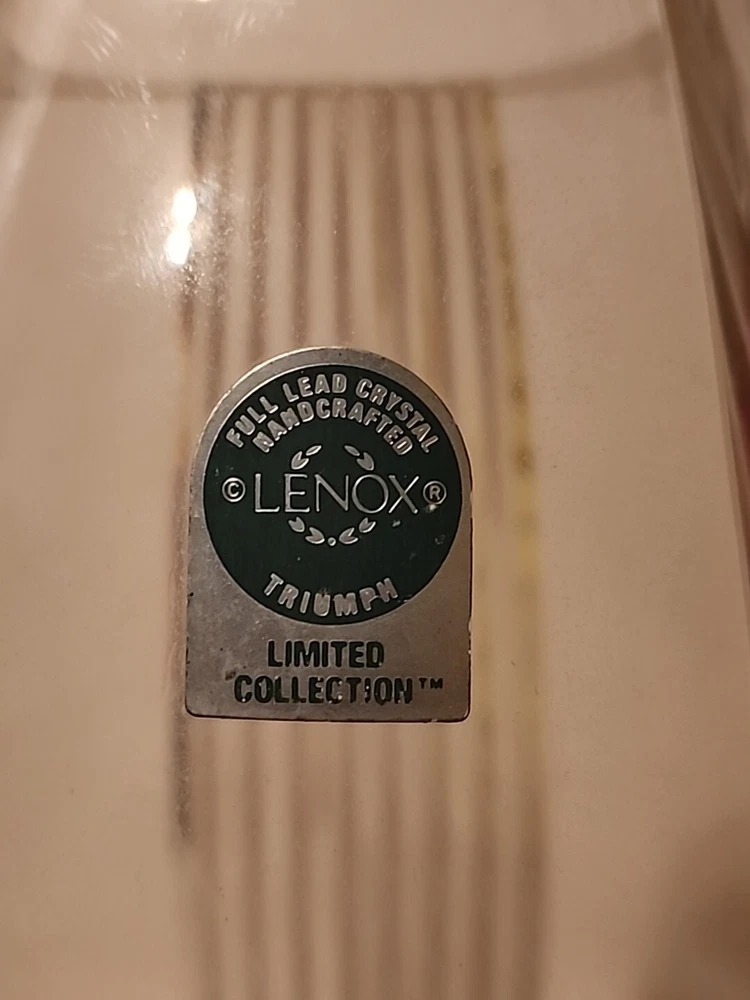 FULL LEAD CRYSTAL
HANDCRAFTED
© LENOX ®
TRIUMPH
LIMITED
COLLECTION™